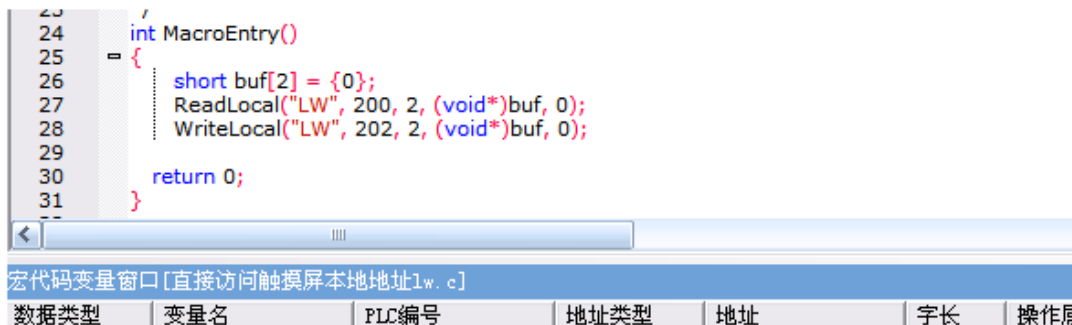 24 int MacroEntry()
25 {
26 short buf[2] = {0};
27 ReadLocal("LW", 200, 2, (void*)buf, 0);
28 WriteLocal("LW", 202, 2, (void*)buf, 0);
29
30 return 0;
31 }
宏代码变量窗口[直接访问触摸屏本地地址lw.c]
数据类型 变量名 PLC编号 地址类型 地址 字长